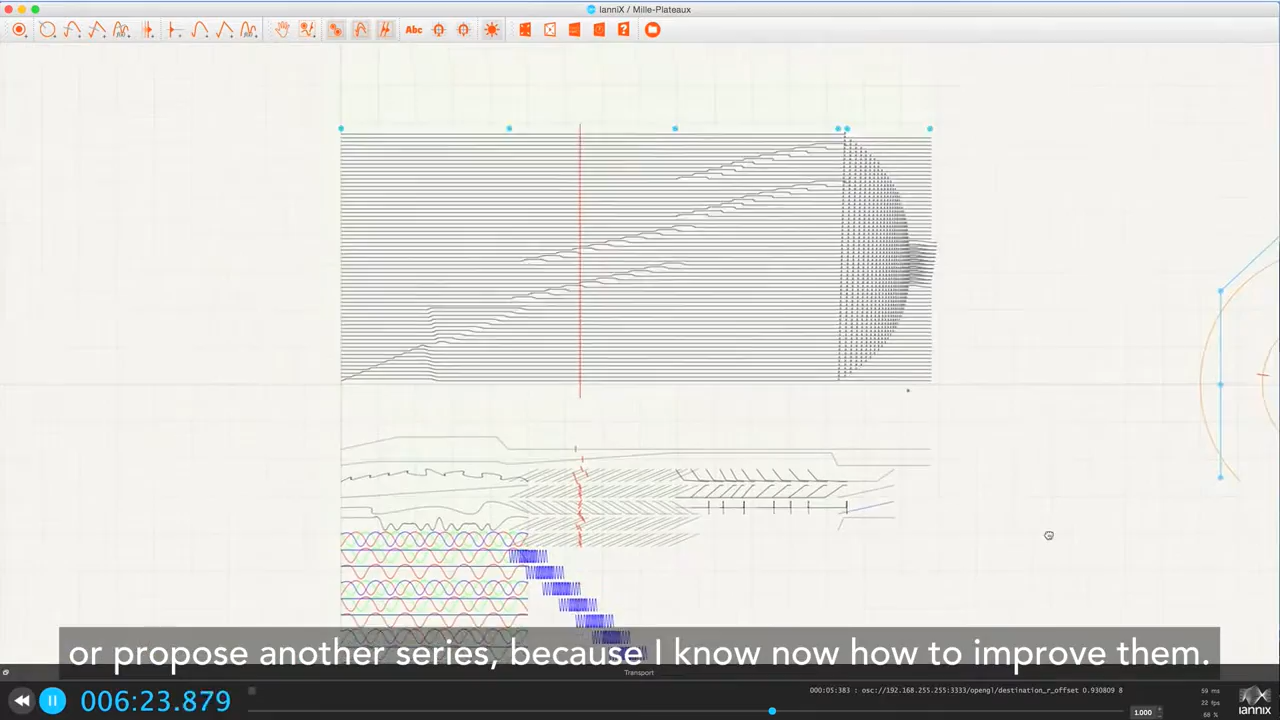 IanniX / Mille-Plateaux
Abc
or propose another series, because I know now how to improve them.
Transport
006:23.879
000:05:383 : osc://192.168.255.255:3333/opengl/destination_r_offset 0.930809 8
1.000
59 ms
22 fps
68 %
IanniX